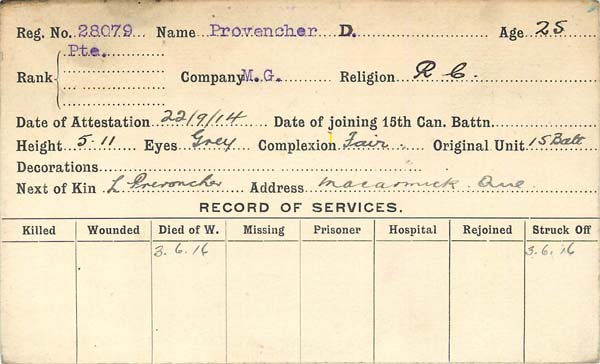 Reg. No. 28079 Name Provencher D. Age 25
Pte.
Rank Company M.G. Religion R C.
Date of Attestation 22/9/14 Date of joining 15th Can. Battn.
Height 5.11 Eyes Grey Complexion Fair. Original Unit 15 Batt
Decorations
Next of Kin L Prevoncher Address Macarmick. Que.
RECORD OF SERVICES.
Killed Wounded Died of W. Missing Prisoner Hospital Rejoined Struck Off
3.6.16 3.6.16